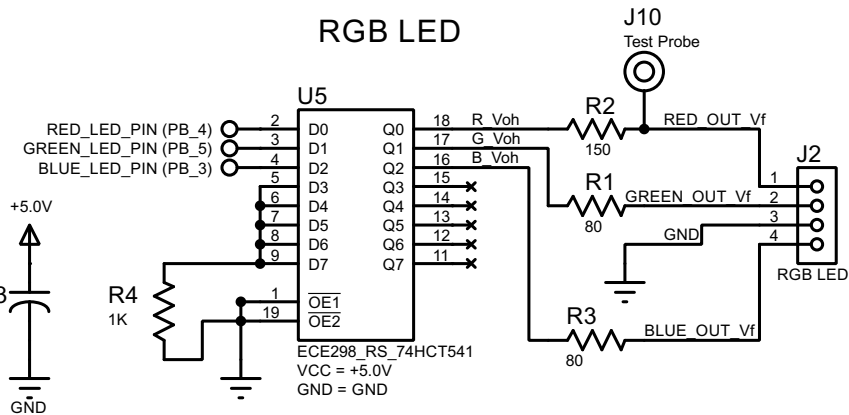 RGB LED
J10
Test Probe
U5
R2
150
RED_OUT_Vf
RED_LED_PIN (PB_4)
GREEN_LED_PIN (PB_5)
BLUE_LED_PIN (PB_3)
2 D0 Q0 18 R_Voh
3 D1 Q1 17 G_Voh
4 D2 Q2 16 B_Voh
5 D3 Q3 15
6 D4 Q4 14
7 D5 Q5 13
8 D6 Q6 12
9 D7 Q7 11
1 OE1
19 OE2
ECE298_RS_74HCT541
VCC = +5.0V
GND = GND
R1
80
GREEN_OUT_Vf
GND
J2
1
2
3
4
RGB LED
R3
80
BLUE_OUT_Vf
+5.0V
3
GND
R4
1K